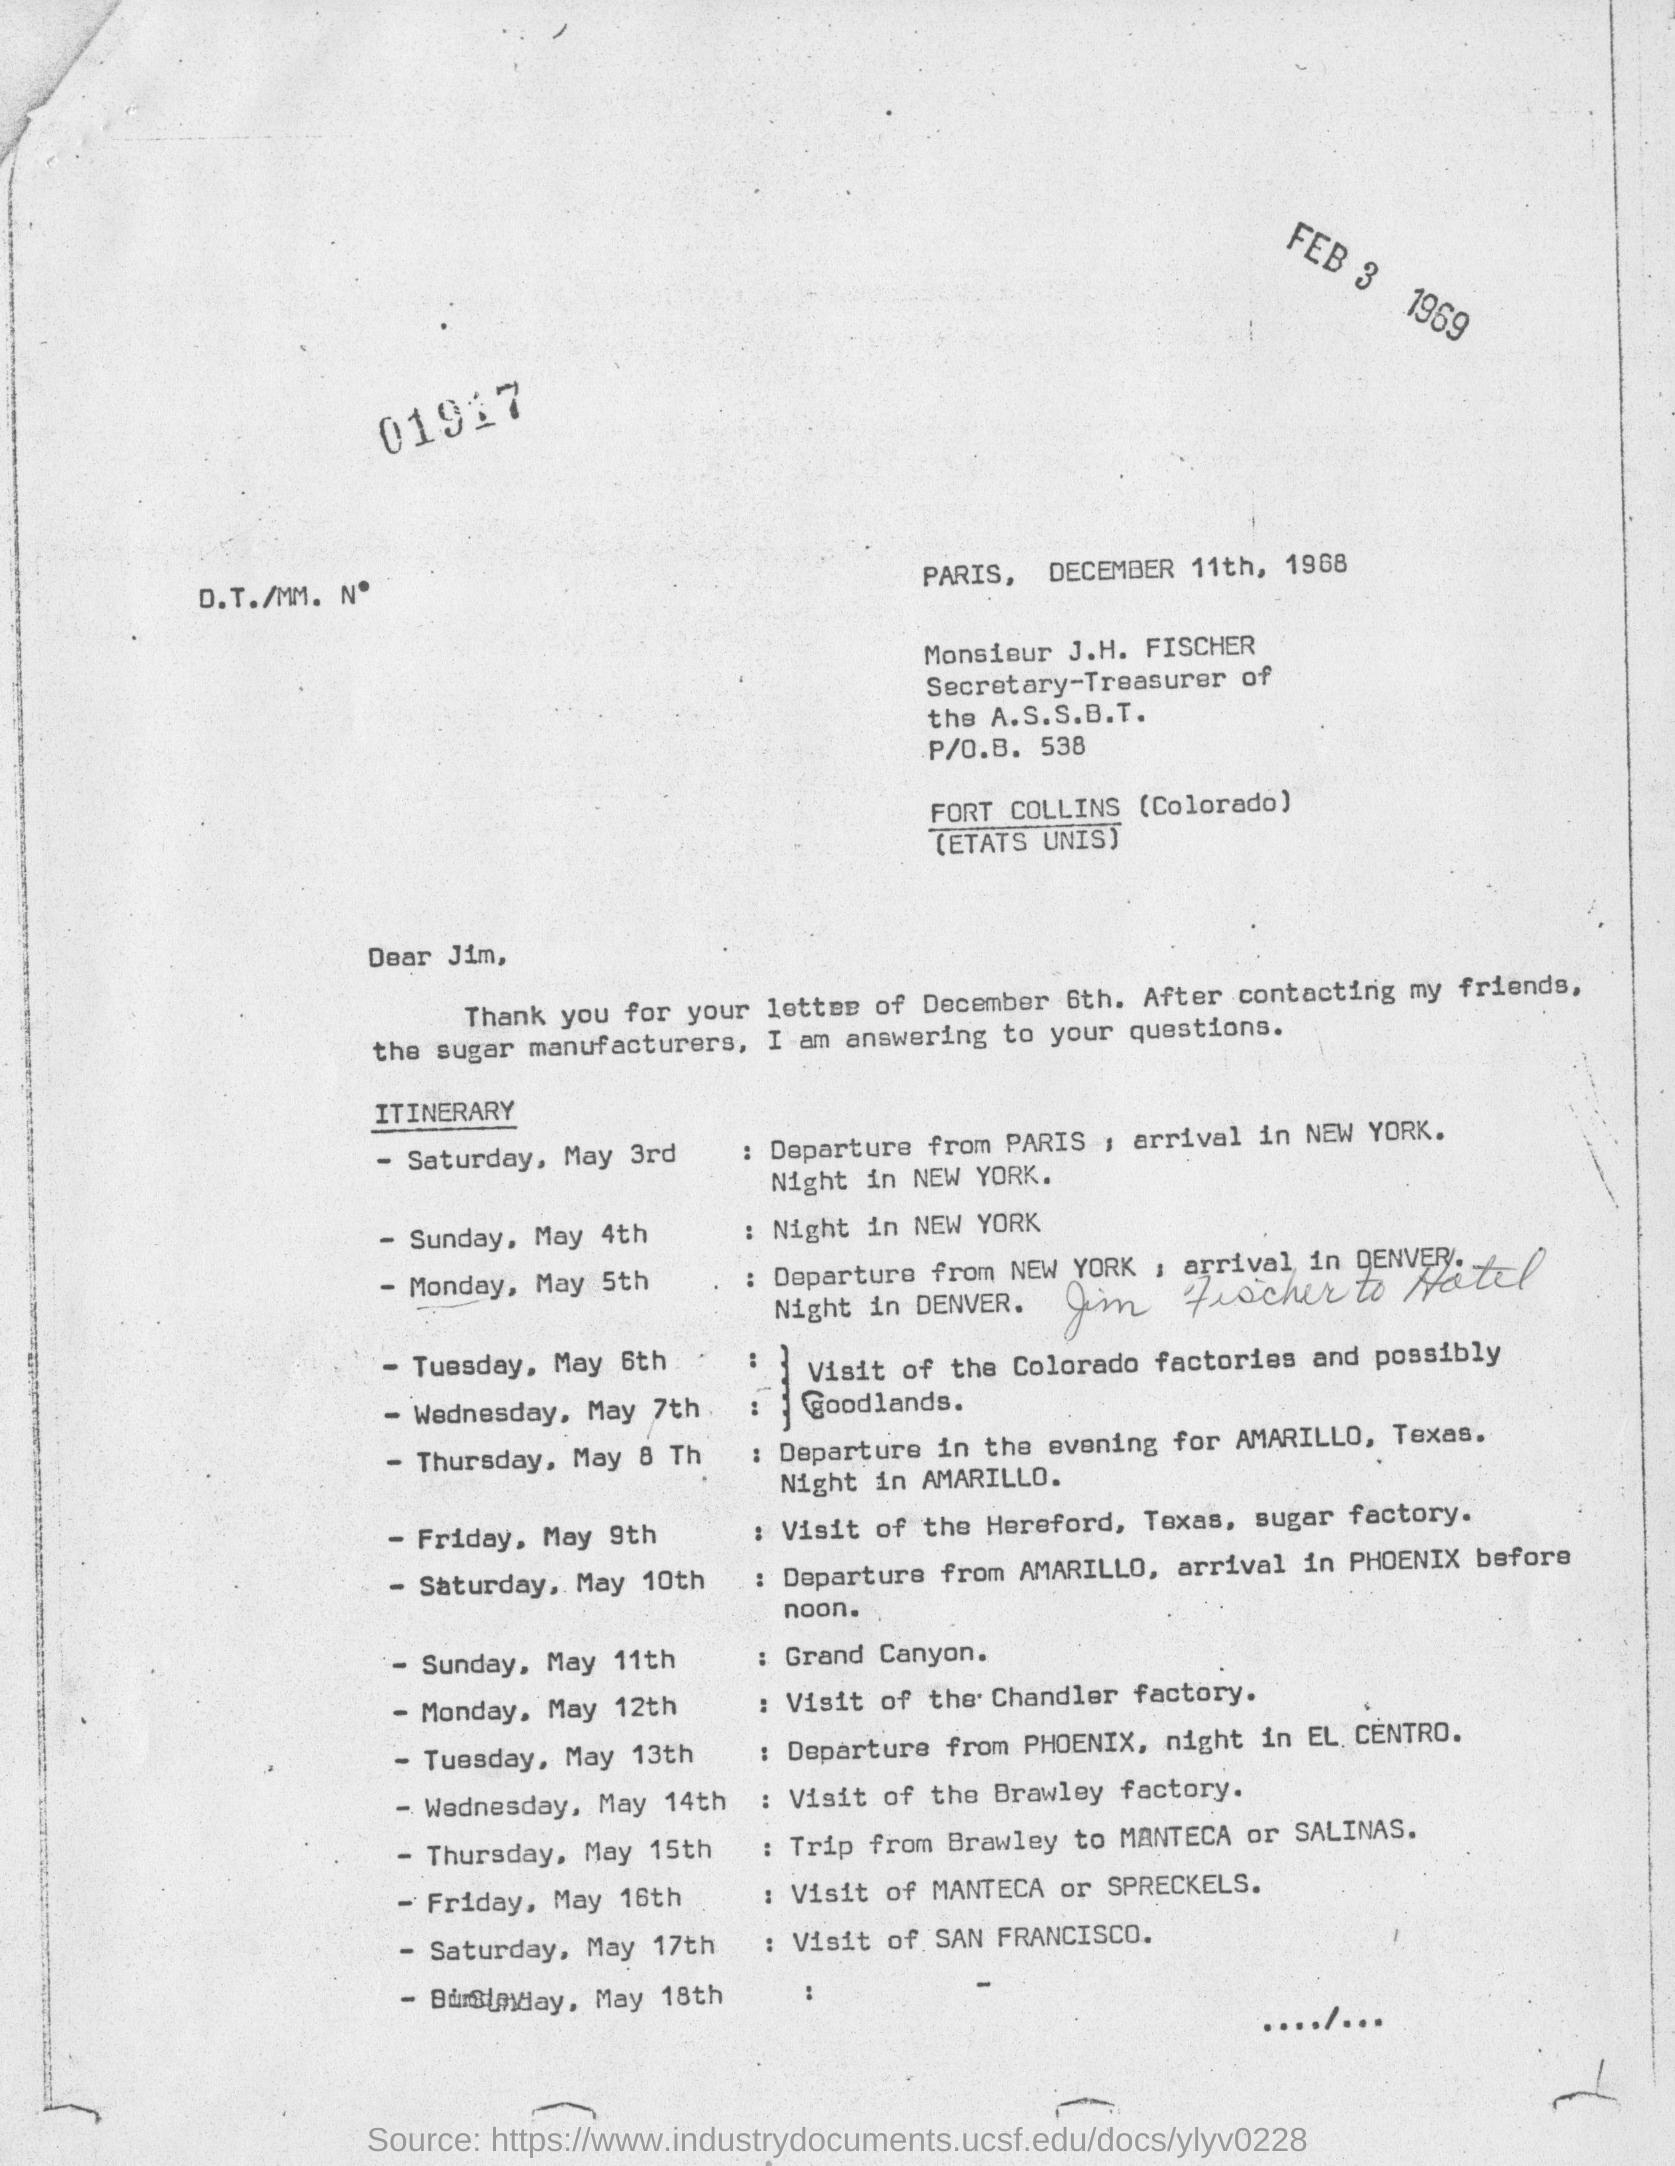 FEB 3 1969
01917
PARIS, DECEMBER 11th, 1968
D.T./MM. N°
Monsieur J.H. FISCHER
Secretary-Treasurer of
the A.S.S.B.T.
P/O.B. 538
FORT COLLINS (Colorado)
(ETATS UNIS)
Dear Jim,
Thank you for your letter of December 6th. After contacting my friends,
the sugar manufacturers, I am answering to your questions.
ITINERARY
- Saturday, May 3rd : Departure from PARIS ; arrival in NEW YORK.
Night in NEW YORK.
- Sunday, May 4th : Night in NEW YORK
- Monday, May 5th : Departure from NEW YORK ; arrival in DENVER.
Night in DENVER. Jim Fischer to Hotel
- Tuesday, May 6th : Visit of the Colorado factories and possibly
- Wednesday, May 7th : Goodlands.
- Thursday, May 8 Th : Departure in the evening for AMARILLO, Texas.
Night in AMARILLO.
- Friday, May 9th : Visit of the Hereford, Texas, sugar factory.
- Saturday, May 10th : Departure from AMARILLO, arrival in PHOENIX before
noon.
- Sunday, May 11th : Grand Canyon.
- Monday, May 12th : Visit of the Chandler factory.
- Tuesday, May 13th : Departure from PHOENIX, night in EL CENTRO.
- Wednesday, May 14th : Visit of the Brawley factory.
- Thursday, May 15th : Trip from Brawley to MANTECA or SALINAS.
- Friday, May 16th : Visit of MANTECA or SPRECKELS.
- Saturday, May 17th : Visit of SAN FRANCISCO.
- Sunday, May 18th : -
..../...
Source: https://www.industrydocuments.ucsf.edu/docs/ylyv0228